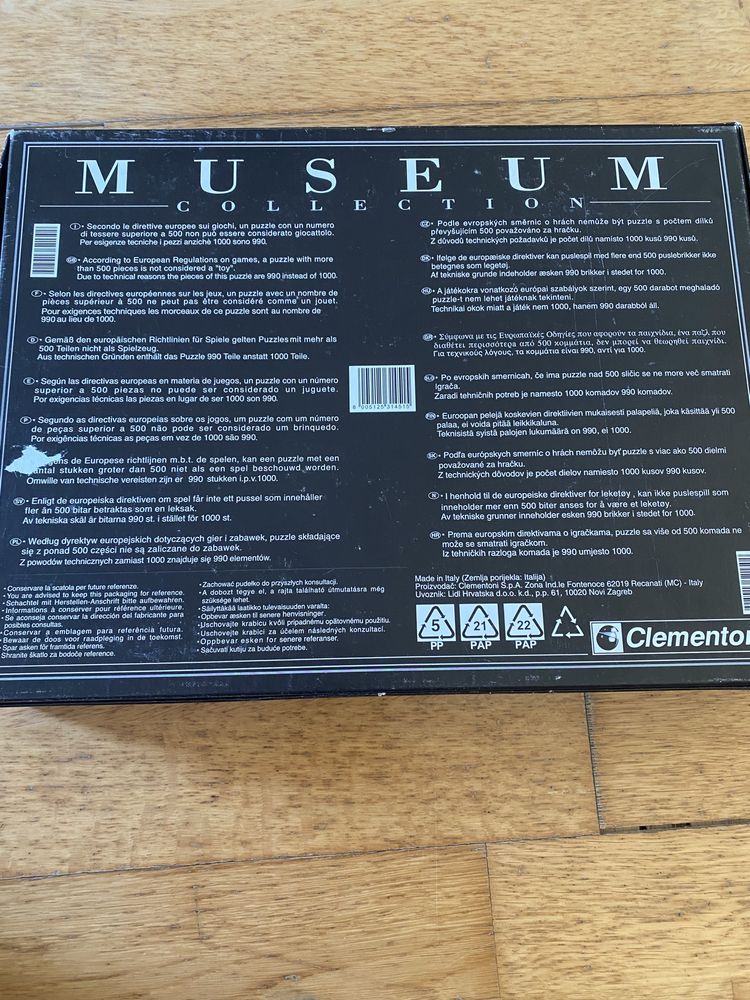 MUSEUM
COLLECTION
I • Secondo le direttive europee sui giochi, un puzzle con un numero
di tessere superiore a 500 non può essere considerato giocattolo.
Per esigenze tecniche i pezzi anziché 1000 sono 990.
GB • According to European Regulations on games, a puzzle with more
than 500 pieces is not considered a "toy".
Due to technical reasons the pieces of this puzzle are 990 instead of 1000.
F • Selon les directives européennes sur les jeux, un puzzle avec un nombre de
pièces supérieur à 500 ne peut pas être considéré comme un jouet.
Pour exigences techniques les morceaux de ce puzzle sont au nombre de
990 au lieu de 1000.
D • Gemäß den europäischen Richtlinien für Spiele gelten Puzzles mit mehr als
500 Teilen nicht als Spielzeug.
Aus technischen Gründen enthält das Puzzle 990 Teile anstatt 1000 Teile.
E • Según las directivas europeas en materia de juegos, un puzle con un número
superior a 500 piezas no puede ser considerado un juguete.
Por exigencias técnicas las piezas en lugar de ser 1000 son 990.
P • Segundo as directivas europeias sobre os jogos, um puzzle com um número
de peças superior a 500 não pode ser considerado um brinquedo.
Por exigências técnicas as peças em vez de 1000 são 990.
de Europese richtlijnen m.b.t. de spelen, kan een puzzle met een
stukken groter dan 500 niet als een spel beschouwd worden.
Omwille van technische vereisten zijn er 990 stukken i.p.v.1000.
SV • Enligt de europeiska direktiven om spel får inte ett pussel som innehåller
fler än 500 bitar betraktas som en leksak.
Av tekniska skäl är bitarna 990 st. i stället för 1000 st.
PL • Według dyrektyw europejskich dotyczących gier i zabawek, puzzle składające
się z ponad 500 części nie są zaliczane do zabawek.
Z powodów technicznych zamiast 1000 znajduje się 990 elementów.
CZ • Podle evropských směrnic o hrách nemůže být puzzle s počtem dílků
převyšujícím 500 považováno za hračku.
Z důvodů technických požadavků je počet dílů namísto 1000 kusů 990 kusů.
DK • Ifølge de europæiske direktiver kan puslespil med flere end 500 puslebrikker ikke
betegnes som legetøj.
Af tekniske grunde indeholder æsken 990 brikker i stedet for 1000.
HU • A játékokra vonatkozó európai szabályok szerint, egy 500 darabot meghaladó
puzzle-t nem lehet játéknak tekinteni.
Technikai okok miatt a játék nem 1000, hanem 990 darabból áll.
GR • Σύμφωνα με τις Ευρωπαϊκές Οδηγίες που αφορούν τα παιχνίδια, ένα παζλ που
διαθέτει περισσότερα από 500 κομμάτια, δεν μπορεί να θεωρηθεί παιχνίδι.
Για τεχνικούς λόγους, τα κομμάτια είναι 990, αντί για 1000.
SLO • Po evropskih smernicah, če ima puzzle nad 500 sličic se ne more več smatrati
igrača.
Zaradi tehničnih potreb je namesto 1000 komadov 990 komadov.
FIN • Euroopan pelejä koskevien direktiivien mukaisesti palapeliä, joka käsittää yli 500
palaa, ei voida pitää leikkikaluna.
Teknisistä syistä palojen lukumäärä on 990, ei 1000.
SK • Podľa európskych smerníc o hrách nemôžu byť puzzle s viac ako 500 dielmi
považované za hračku.
Z technických dôvodov je počet dielov namiesto 1000 kusov 990 kusov.
N • I henhold til de europeiske direktiver for leketøy, kan ikke puslespill som
inneholder mer enn 500 biter anses for å være et leketøy.
Av tekniske grunner inneholder esken 990 brikker i stedet for 1000.
HR • Prema europskim direktivama o igračkama, puzzle sa više od 500 komada ne
može se smatrati igračkom.
Iz tehničkih razloga komada je 990 umjesto 1000.
8 005125 314515
• Conservare la scatola per future referenze.
• You are advised to keep this packaging for reference.
• Schachtel mit Hersteller-Anschrift bitte aufbewahren.
• Informations à conserver pour référence ultérieure.
• Se aconseja conservar la dirección del fabricante para
posibles consultas.
• Conservar a emblagem para referência futura.
• Bewaar de doos voor raadpleging in de toekomst.
• Spar asken för framtida referens.
Shranite škatlo za bodoče reference.
• Zachować pudełko do przyszłych konsultacji.
• A dobozt tegye el, a rajta található útmutatásra még
szüksége lehet.
• Säilyttäkää laatikko tulevaisuuden varalta:
• Opbevar æsken til senere henvisninger.
• Uschovejte krabicu kvôli prípadnému opätovnému použitiu.
• Uschovejte krabici za účelem následných konzultací.
• Oppbevar esken for senere referanser.
• Sačuvati kutiju za buduće potrebe.
Made in Italy (Zemlja porijekla: Italija)
Proizvođač: Clementoni S.p.A. Zona Ind.le Fontenoce 62019 Recanati (MC) - Italy
Uvoznik: Lidl Hrvatska d.o.o. k.d., p.p. 61, 10020 Novi Zagreb
5
PP
21
PAP
22
PAP
Clementoni